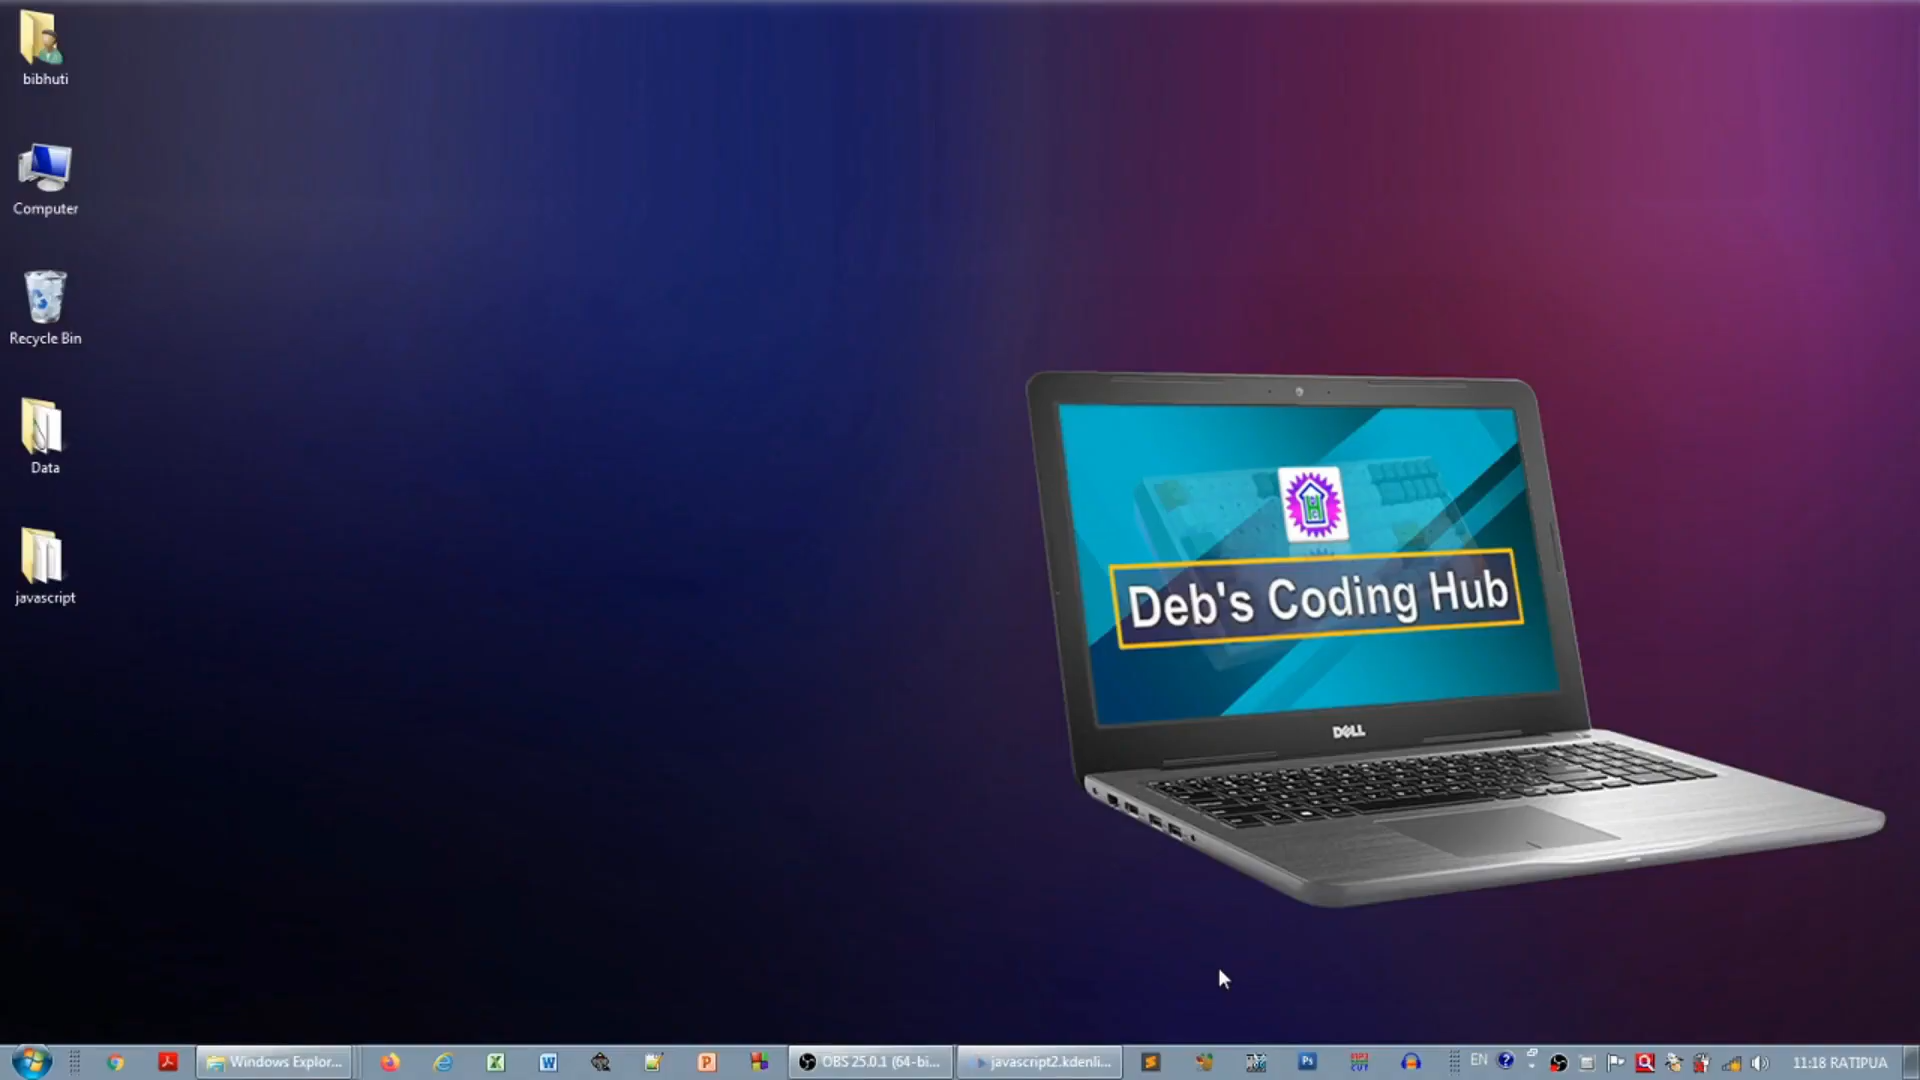 bibhuti
Computer
Recycle Bin
Data
javascript
Deb's Coding Hub
DELL
Windows Explor...
OBS 25.0.1 (64-bi...
javascript2.kdenli...
Ps
EN
11:18 RATIPUA